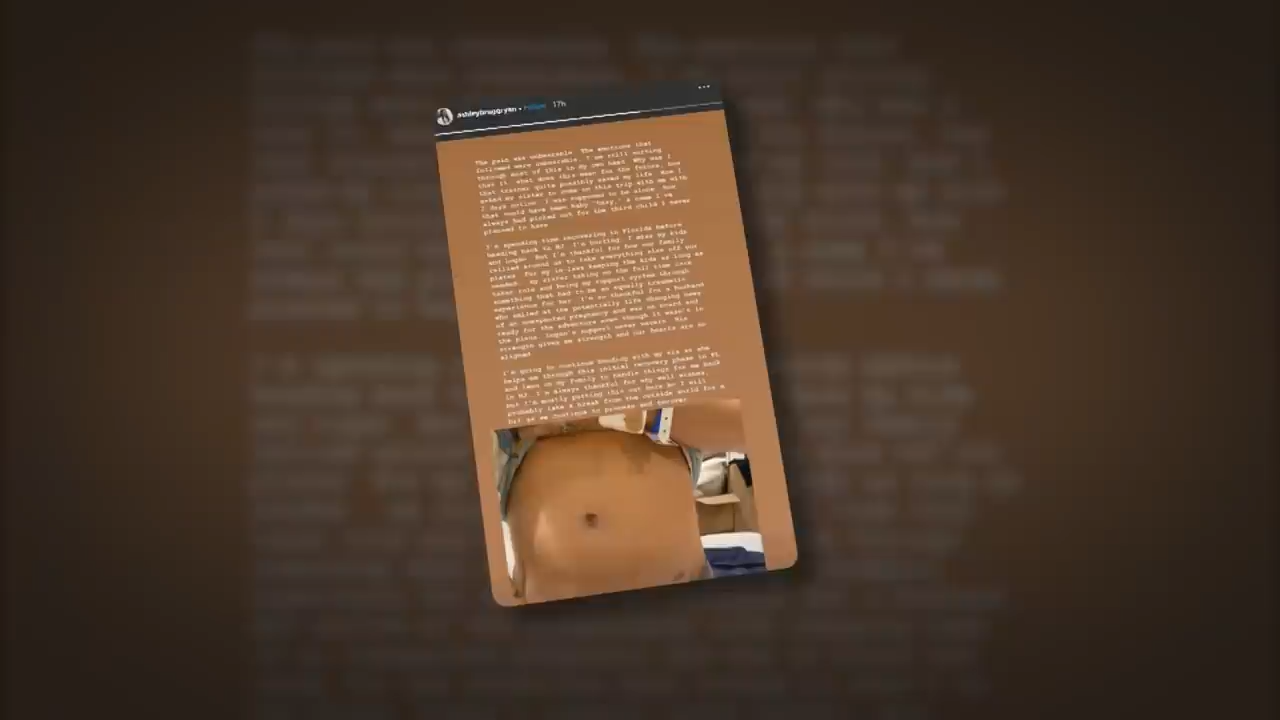 ashleybruggryan • Follow 17h
The pain was unbearable. The emotions that
followed were unbearable. I am still sorting
through most of this in my own head. Why was I
that 1%. What does this mean for the future, how
that trainer quite possibly saved my life. How I
asked my sister to come on this trip with me with
I was supposed to be alone. how
that would have been baby "Gray," a name I've
always had picked out for the third child I never
planned to have
I'm spending time recovering in Florida before
heading back to NJ. I'm hurting. I miss my kids
and Logan. But I'm thankful for how our family
rallied around us to take everything else off our
plates. For my in-laws keeping the kids as long as
needed. My sister taking on the full time care
taker role and being my support system through
something that had to be an equally traumatic
experience for her. I'm so thankful for a husband
who smiled at the potentially life changing news
of an unexpected pregnancy and was on board and
ready for the adventure even though it wasn't in
the plans. Logan's support never wavers. His
strength gives me strength and our hearts are so
aligned.
I'm going to continue bonding with my sis as she
helps me through this initial recovery phase in FL
and lean on my family to handle things for me back
in NJ. I'm always thankful for any well wishes,
but I'm mostly putting this out here bc I will
probably take a break from the outside world for a
bit as we continue to process and recover